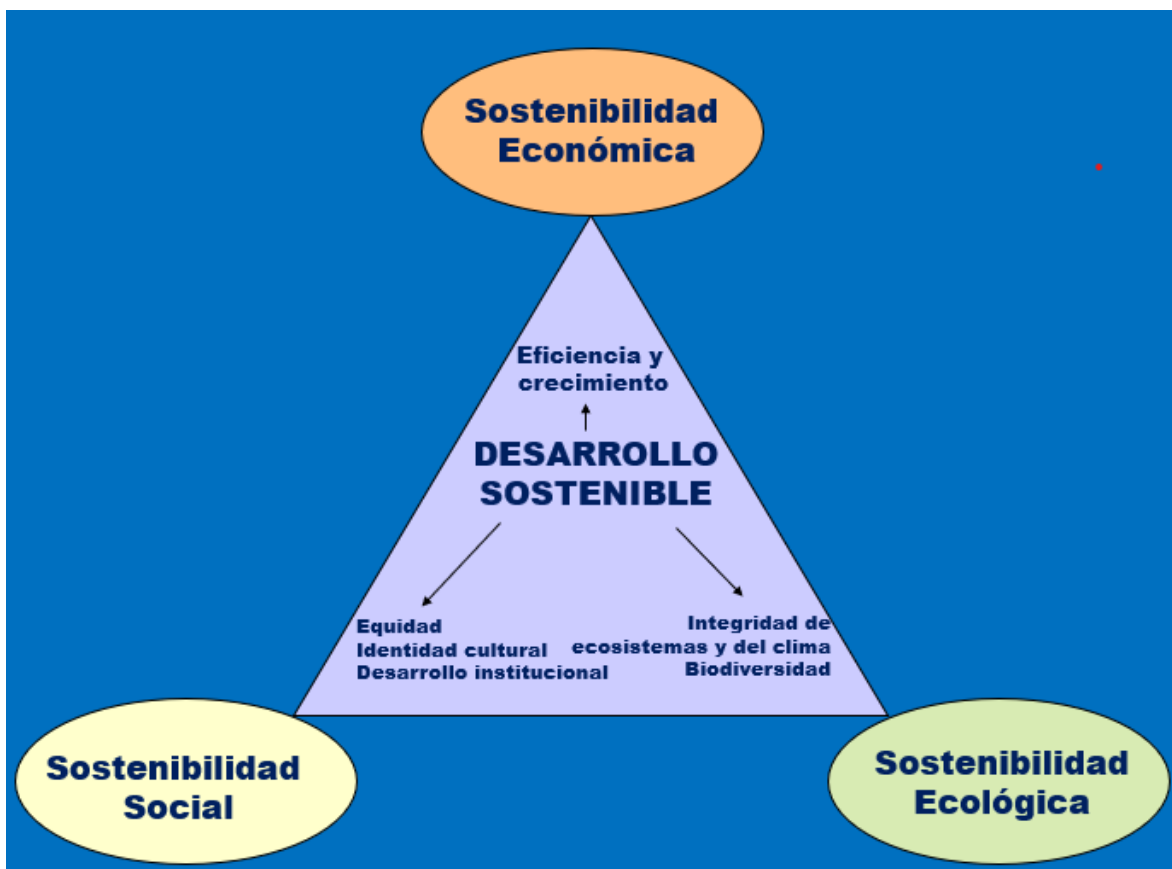 Sostenibilidad
Económica
Eficiencia y
crecimiento
DESARROLLO
SOSTENIBLE
Equidad
Identidad cultural
Desarrollo institucional
Integridad de
ecosistemas y del clima
Biodiversidad
Sostenibilidad
Social
Sostenibilidad
Ecológica